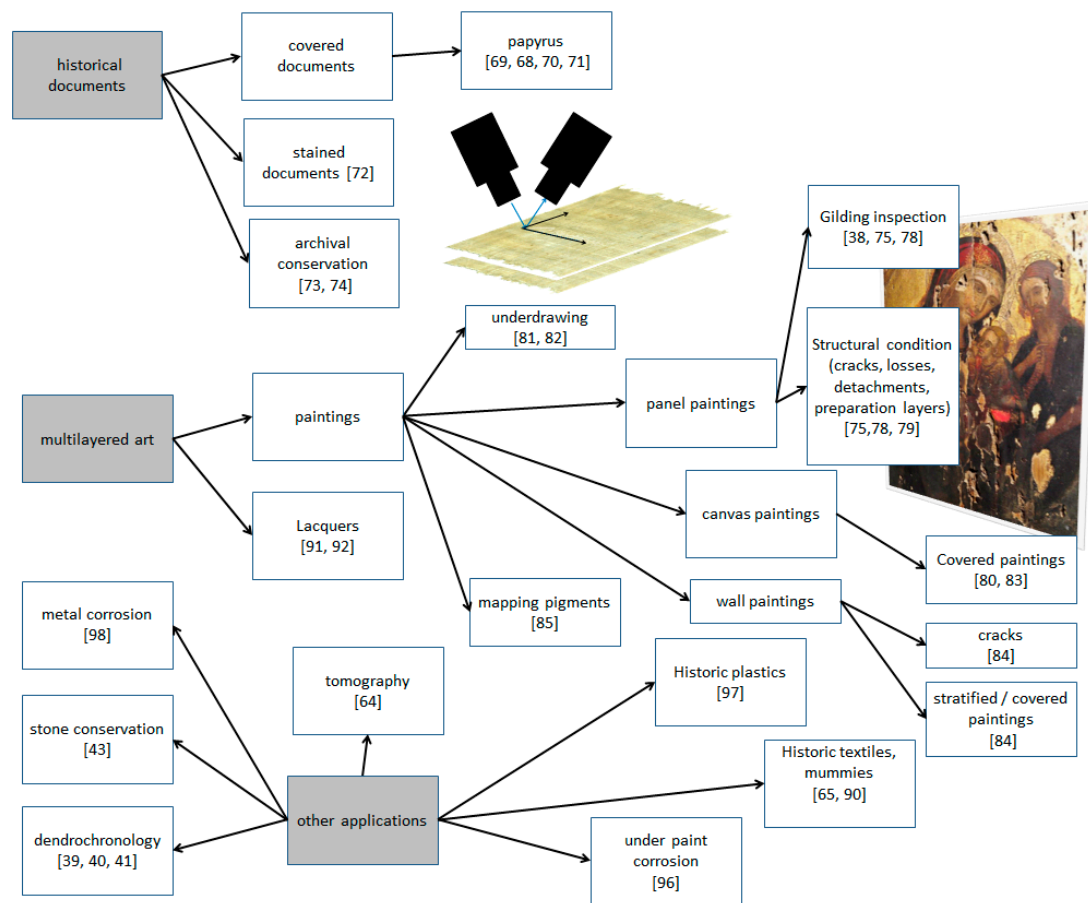 historical
documents
covered
documents
papyrus
[69, 68, 70, 71]
stained
documents [72]
archival
conservation
[73, 74]
Gilding inspection
[38, 75, 78]
underdrawing
[81, 82]
Structural condition
(cracks, losses,
detachments,
preparation layers)
[75,78, 79]
multilayered art
paintings
panel paintings
Lacquers
[91, 92]
canvas paintings
Covered paintings
[80, 83]
mapping pigments
[85]
wall paintings
cracks
[84]
stratified / covered
paintings
[84]
metal corrosion
[98]
tomography
[64]
Historic plastics
[97]
stone conservation
[43]
Historic textiles,
mummies
[65, 90]
dendrochronology
[39, 40, 41]
other applications
under paint
corrosion
[96]